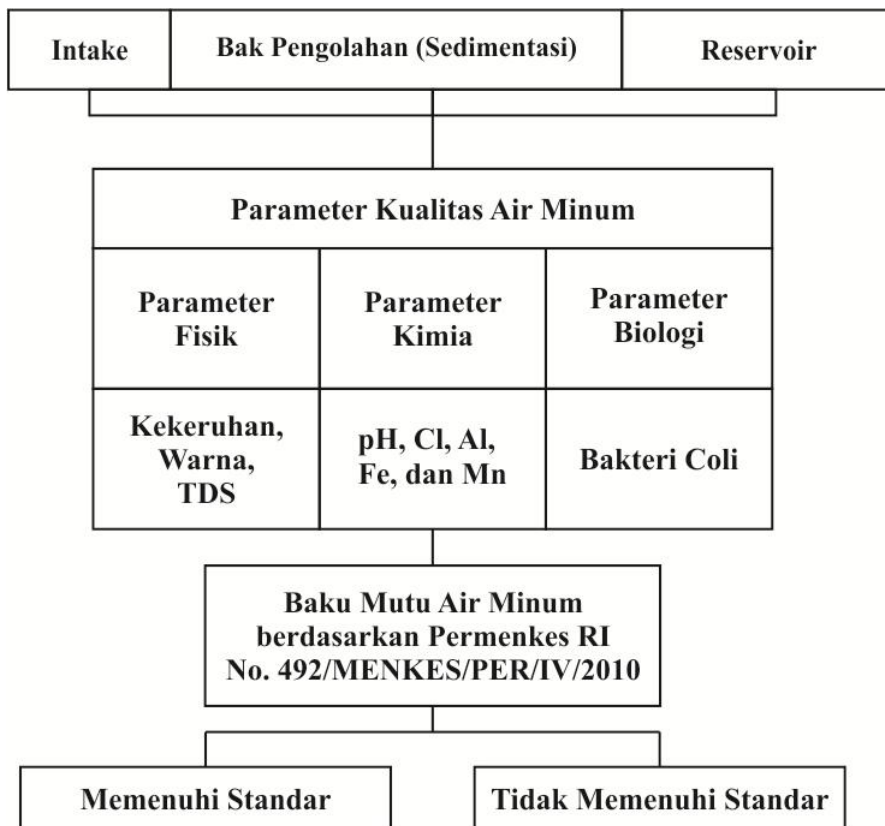 Intake
Bak Pengolahan (Sedimentasi)
Reservoir
Parameter Kualitas Air Minum
Parameter
Fisik
Parameter
Kimia
Parameter
Biologi
Kekeruhan,
Warna,
TDS
pH, Cl, Al,
Fe, dan Mn
Bakteri Coli
Baku Mutu Air Minum
berdasarkan Permenkes RI
No. 492/MENKES/PER/IV/2010
Memenuhi Standar
Tidak Memenuhi Standar